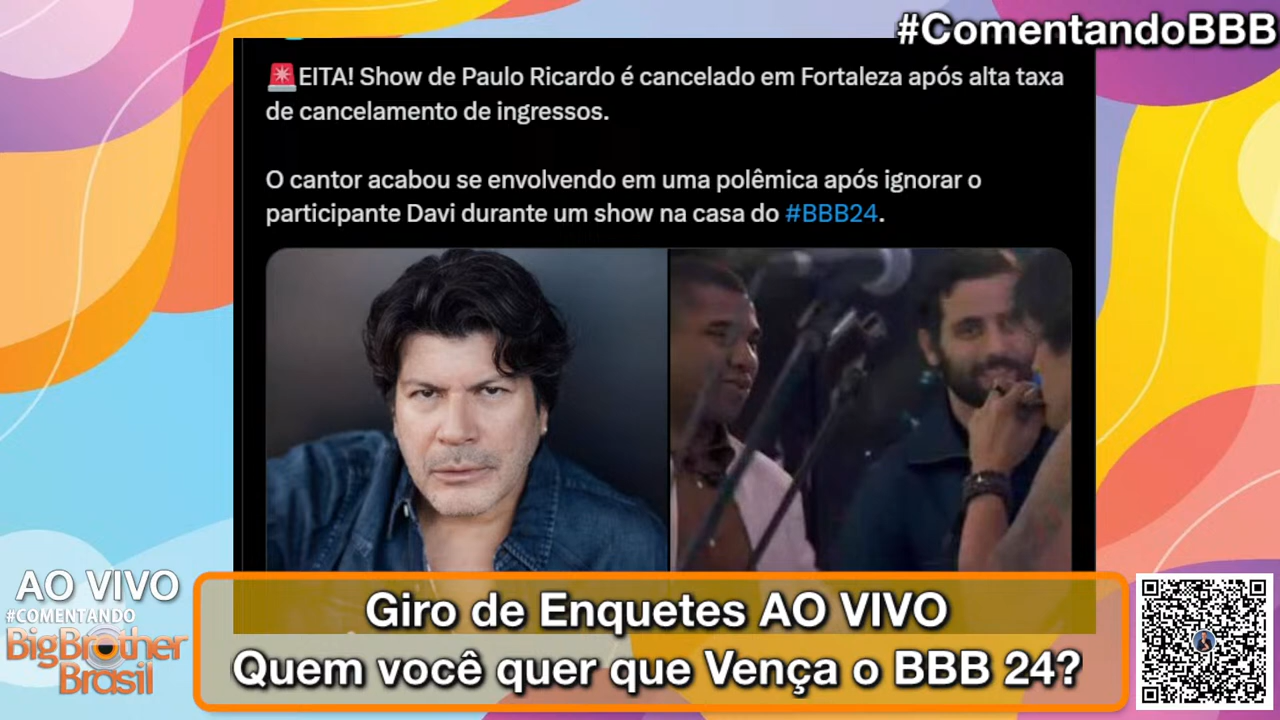 #ComentandoBBB
🚨EITA! Show de Paulo Ricardo é cancelado em Fortaleza após alta taxa
de cancelamento de ingressos.
O cantor acabou se envolvendo em uma polêmica após ignorar o
participante Davi durante um show na casa do #BBB24.
AO VIVO
#COMENTANDO
BigBrother
Brasil
Giro de Enquetes AO VIVO
Quem você quer que Vença o BBB 24?